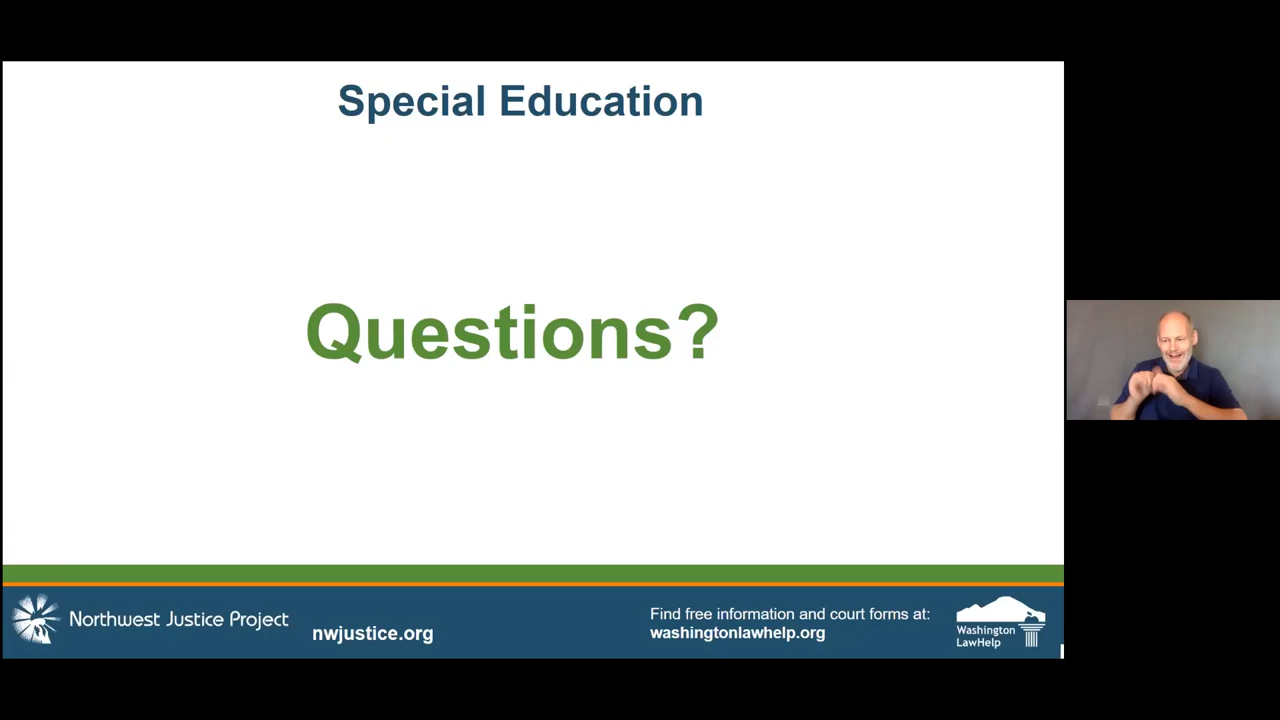 Special Education
Questions?
Northwest Justice Project
nwjustice.org
Find free information and court forms at:
washingtonlawhelp.org
Washington
LawHelp